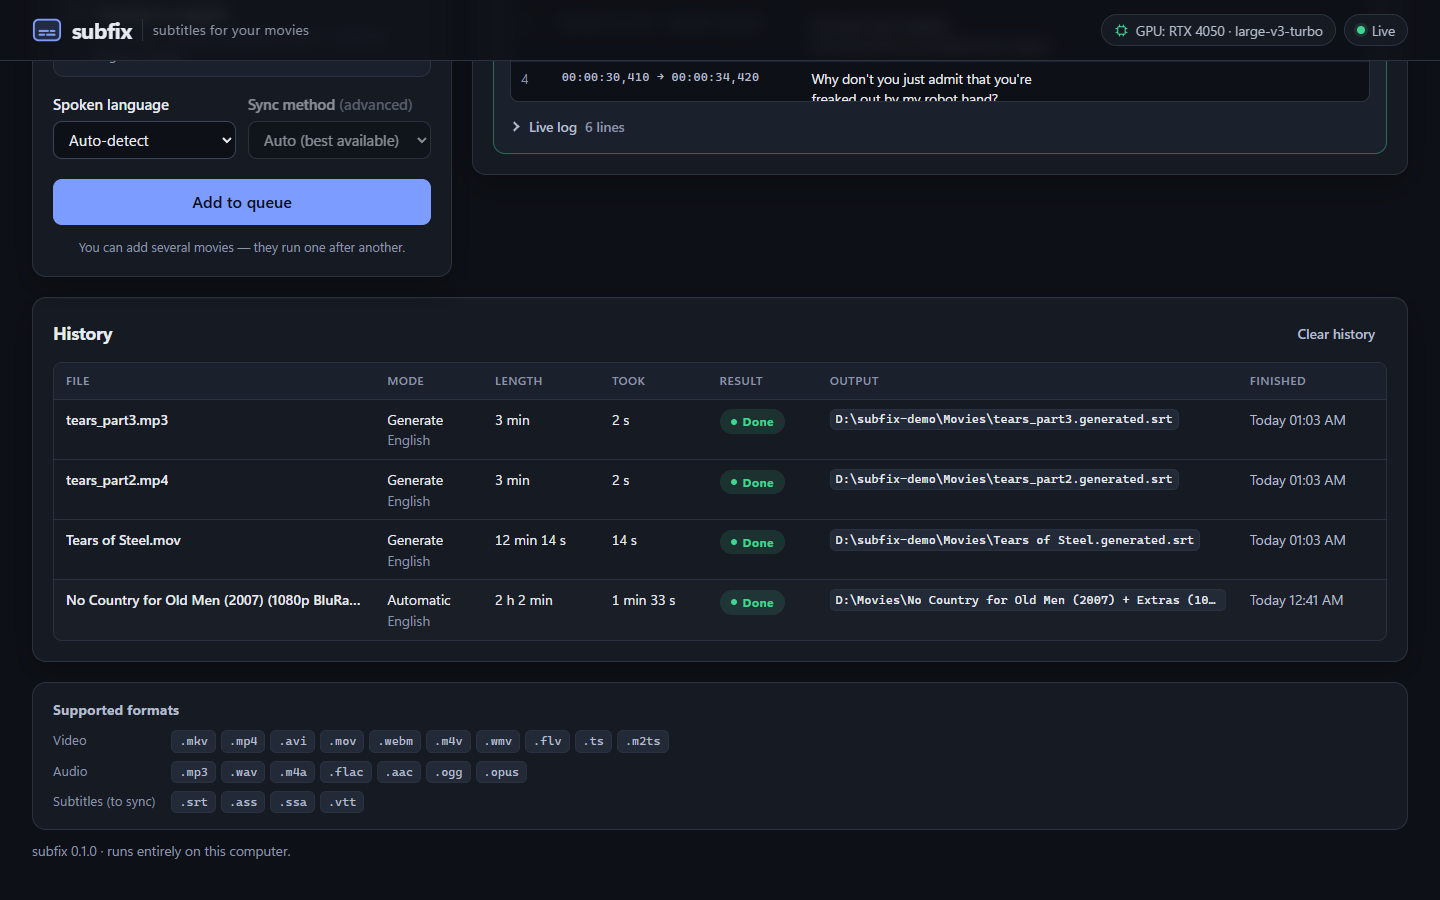 subfix subtitles for your movies
GPU: RTX 4050 · large-v3-turbo
Live
Spoken language
Auto-detect
Sync method (advanced)
Auto (best available)
Add to queue
You can add several movies — they run one after another.
4 00:00:30,410 → 00:00:34,420 Why don't you just admit that you're
freaked out by my robot hand?
Live log 6 lines
History
Clear history
FILE MODE LENGTH TOOK RESULT OUTPUT FINISHED
tears_part3.mp3 Generate 3 min 2 s Done D:\subfix-demo\Movies\tears_part3.generated.srt Today 01:03 AM
English
tears_part2.mp4 Generate 3 min 2 s Done D:\subfix-demo\Movies\tears_part2.generated.srt Today 01:03 AM
English
Tears of Steel.mov Generate 12 min 14 s 14 s Done D:\subfix-demo\Movies\Tears of Steel.generated.srt Today 01:03 AM
English
No Country for Old Men (2007) (1080p BluRa... Automatic 2 h 2 min 1 min 33 s Done D:\Movies\No Country for Old Men (2007) + Extras (10... Today 12:41 AM
English
Supported formats
Video .mkv .mp4 .avi .mov .webm .m4v .wmv .flv .ts .m2ts
Audio .mp3 .wav .m4a .flac .aac .ogg .opus
Subtitles (to sync) .srt .ass .ssa .vtt
subfix 0.1.0 · runs entirely on this computer.